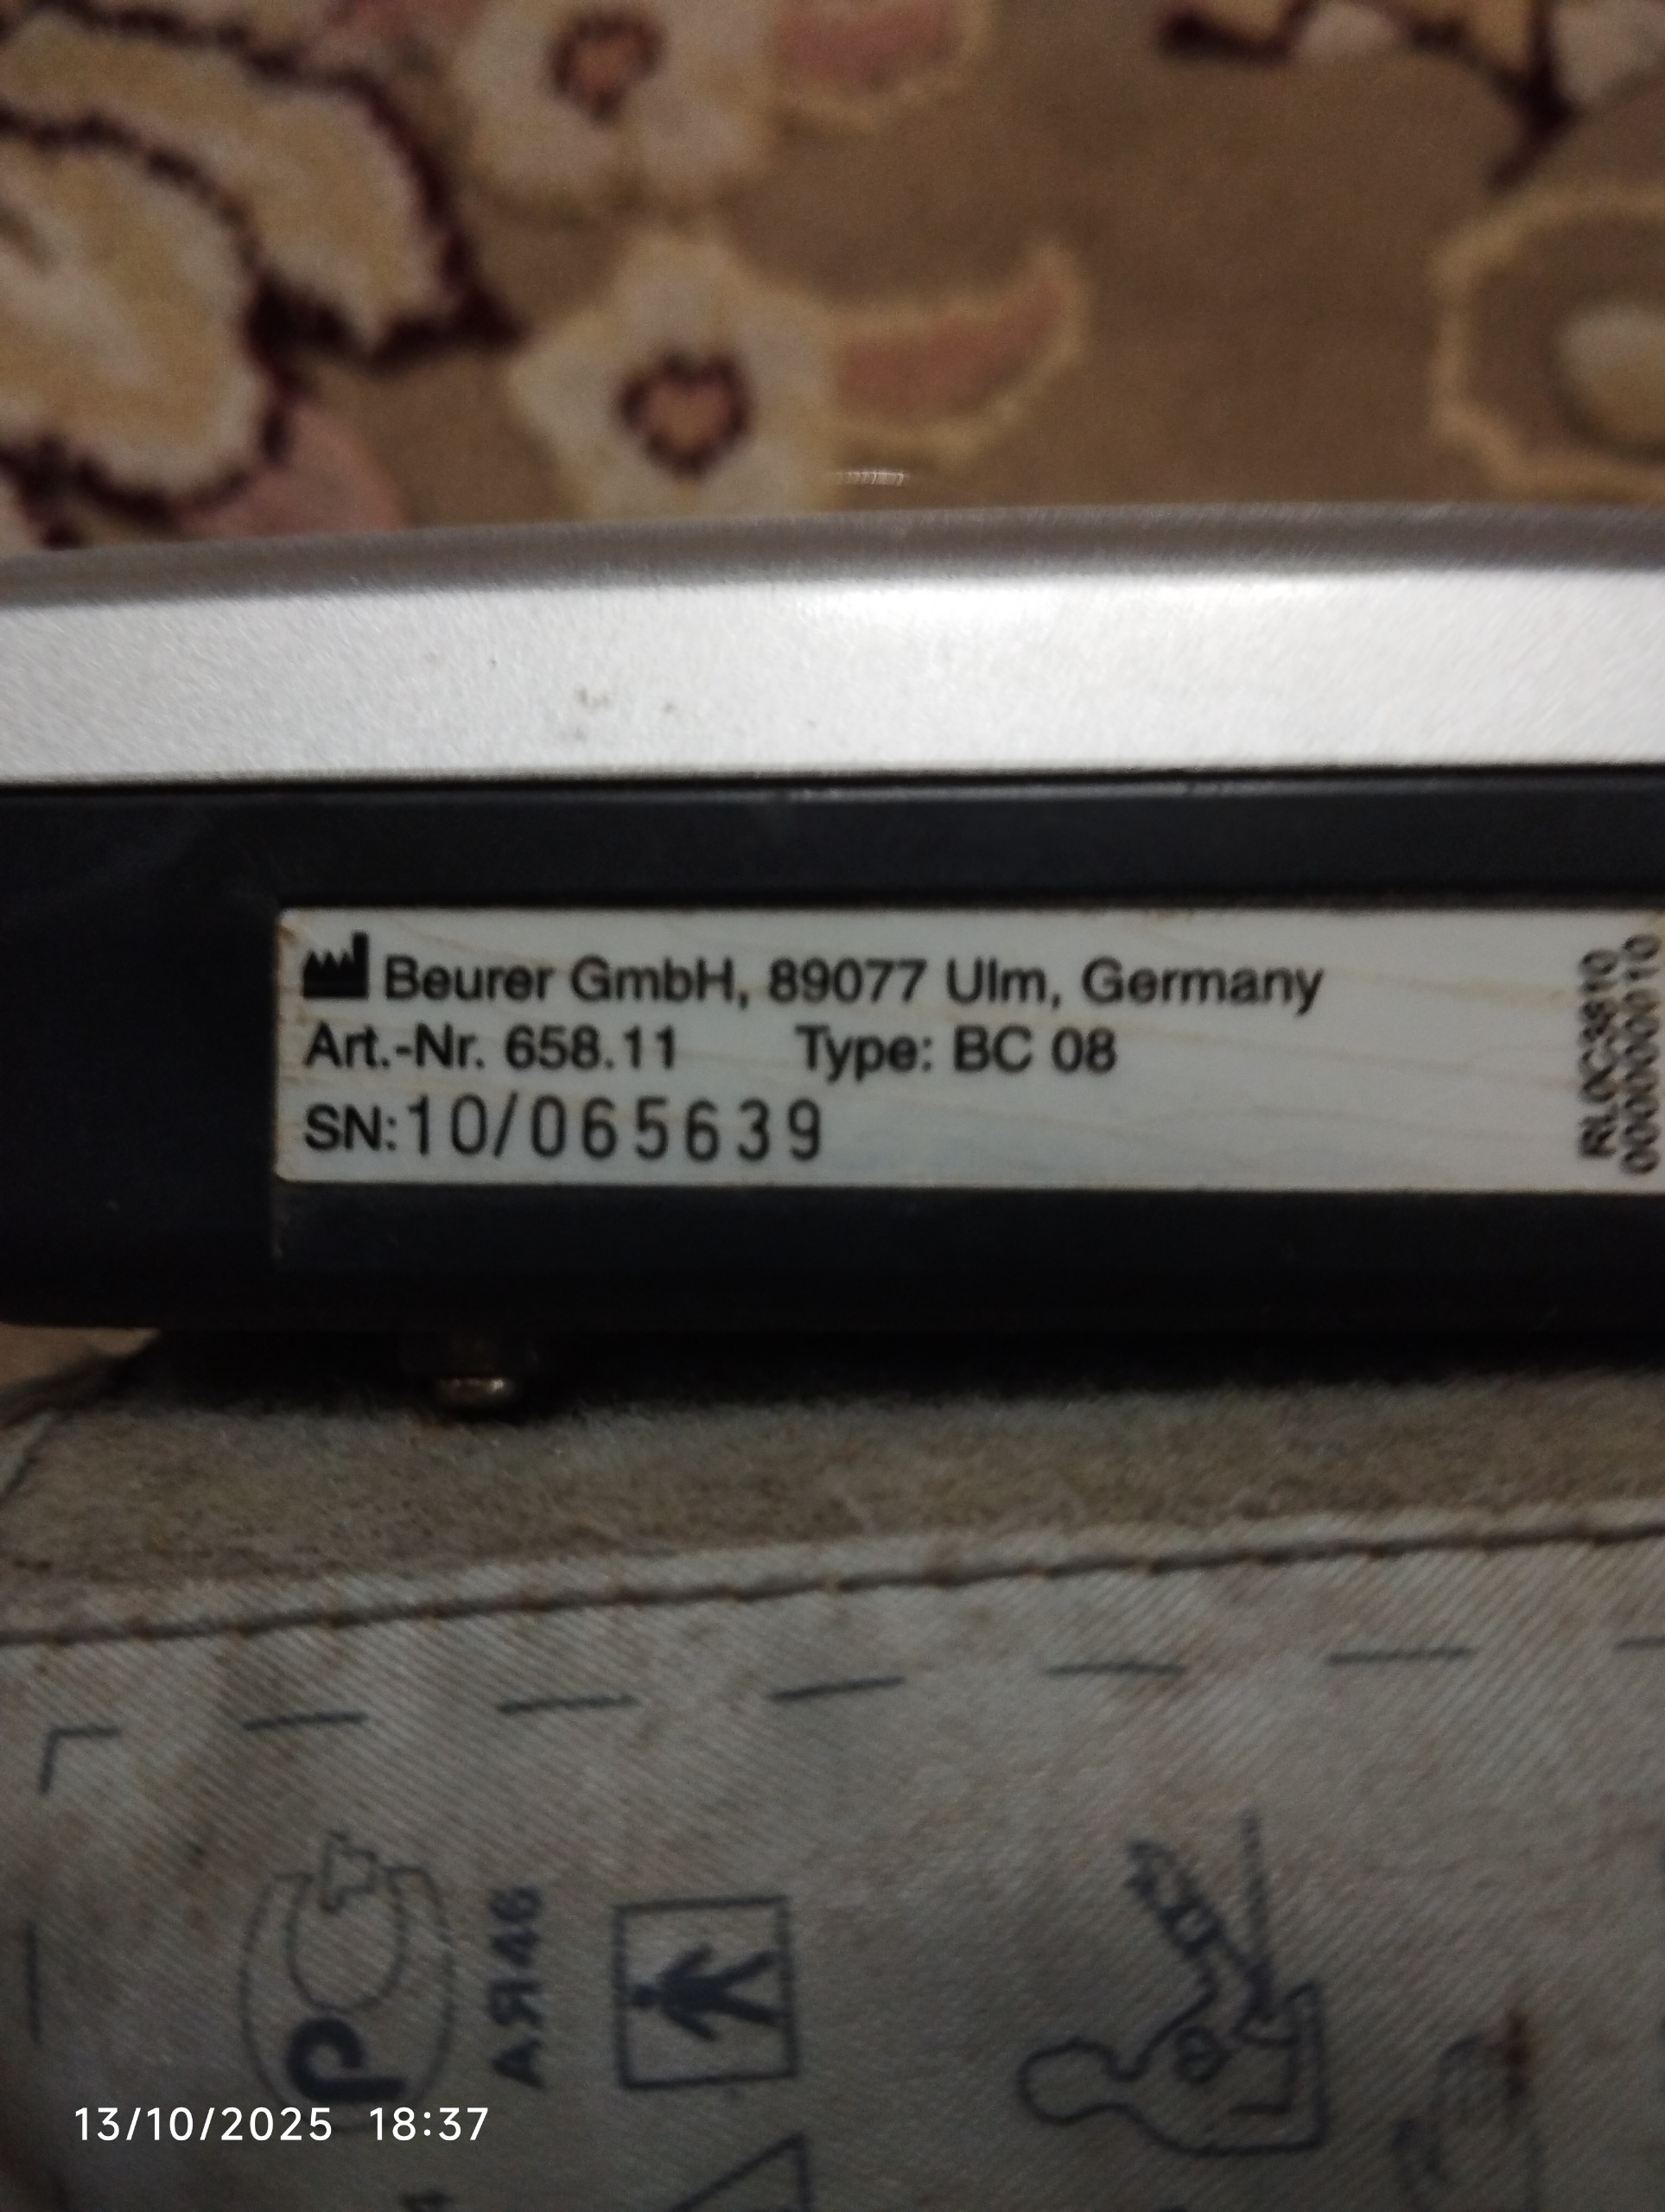 Beurer GmbH, 89077 Ulm, Germany
Art.-Nr. 658.11 Type: BC 08
SN:10/065639
АЯ46
13/10/2025 18:37